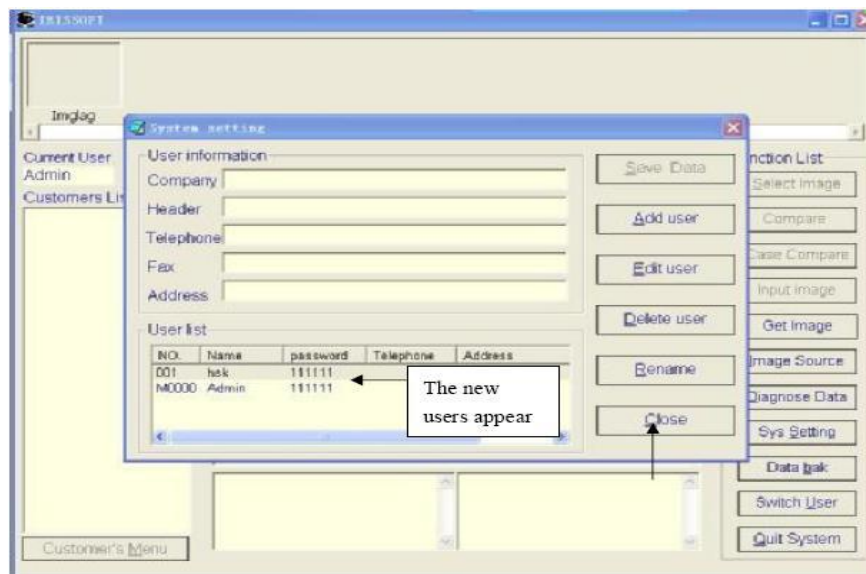 IRISSOFT
Imglag
Current User
Admin
Customers Lis
Customer's Menu
System setting
User information
Company
Header
Telephone
Fax
Address
User list
NO. Name password Telephone Address
001 hsk 111111
M0000 Admin 111111
The new
users appear
Save Data
Add user
Edit user
Delete user
Rename
Close
nction List
Select Image
Compare
Case Compare
Input Image
Get Image
Image Source
Diagnose Data
Sys Setting
Data bak
Switch User
Quit System